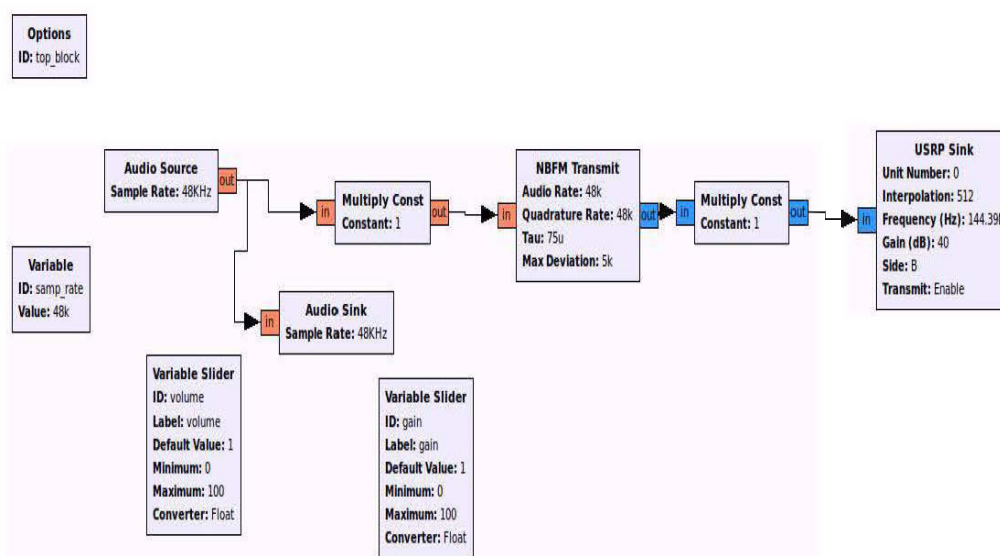 Options
ID: top_block
Audio Source
Sample Rate: 48KHz
out
in
Multiply Const
Constant: 1
out
in
NBFM Transmit
Audio Rate: 48k
Quadrature Rate: 48k
Tau: 75u
Max Deviation: 5k
out
in
Multiply Const
Constant: 1
out
in
USRP Sink
Unit Number: 0
Interpolation: 512
Frequency (Hz): 144.39
Gain (dB): 40
Side: B
Transmit: Enable
Variable
ID: samp_rate
Value: 48k
in
Audio Sink
Sample Rate: 48KHz
Variable Slider
ID: volume
Label: volume
Default Value: 1
Minimum: 0
Maximum: 100
Converter: Float
Variable Slider
ID: gain
Label: gain
Default Value: 1
Minimum: 0
Maximum: 100
Converter: Float